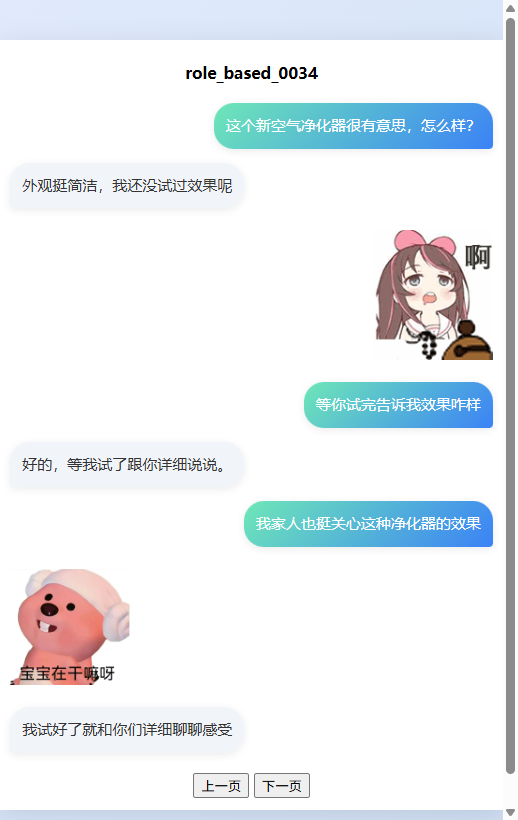 role_based_0034
这个新空气净化器很有意思，怎么样?
外观挺简洁，我还没试过效果呢
啊
等你试完告诉我效果咋样
好的，等我试了跟你详细说说。
我家人也挺关心这种净化器的效果
宝宝在干嘛呀
我试好了就和你们详细聊聊感受
上一页 下一页